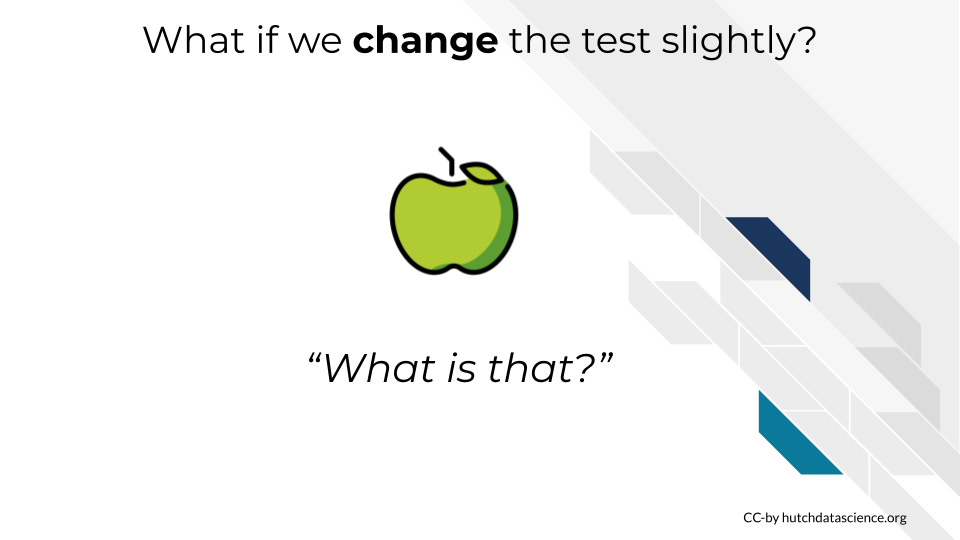 What if we change the test slightly?
“What is that?”
CC-by hutchdatascience.org